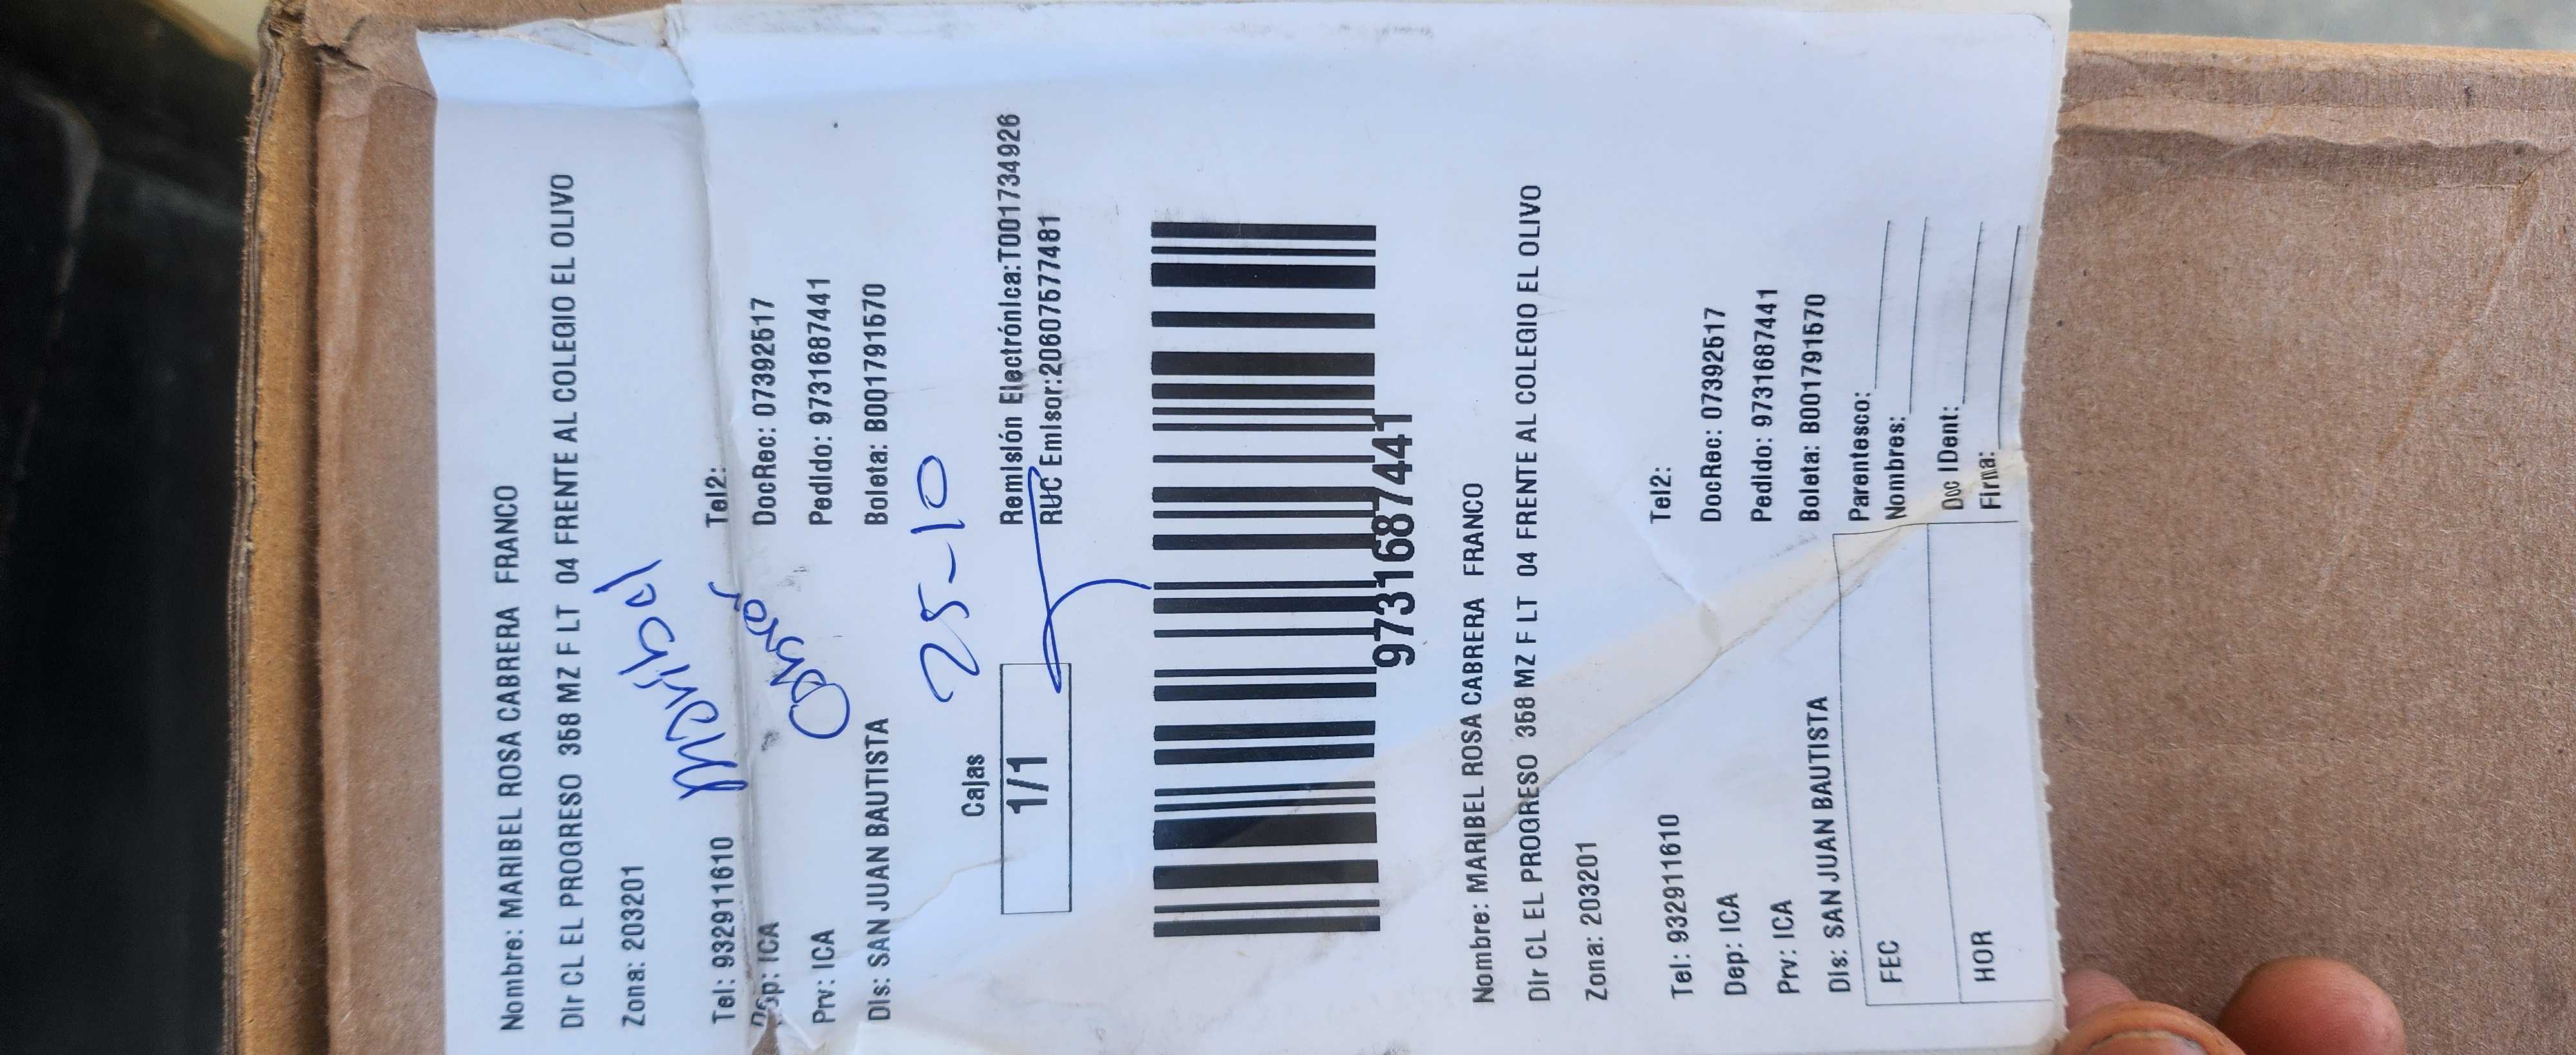 Nombre: MARIBEL ROSA CABRERA FRANCO
Dir CL EL PROGRESO 358 MZ F LT 04 FRENTE AL COLEGIO EL OLIVO
Zona: 203201
Maribel
Tel: 932911610 Tel2:
Cabrera
Dep: ICA DocRec: 07392517
Prv: ICA Pedido: 9731687441
Dis: SAN JUAN BAUTISTA Boleta: B001791570
25-10
Cajas
1/1
Remisión Electrónica:T001734926
RUC Emisor:20607577481
9731687441
Nombre: MARIBEL ROSA CABRERA FRANCO
Dir CL EL PROGRESO 358 MZ F LT 04 FRENTE AL COLEGIO EL OLIVO
Zona: 203201
Tel: 932911610 Tel2:
Dep: ICA DocRec: 07392517
Prv: ICA Pedido: 9731687441
Dis: SAN JUAN BAUTISTA Boleta: B001791570
FEC Parentesco:
Nombres:
HOR Doc IDent:
Firma: